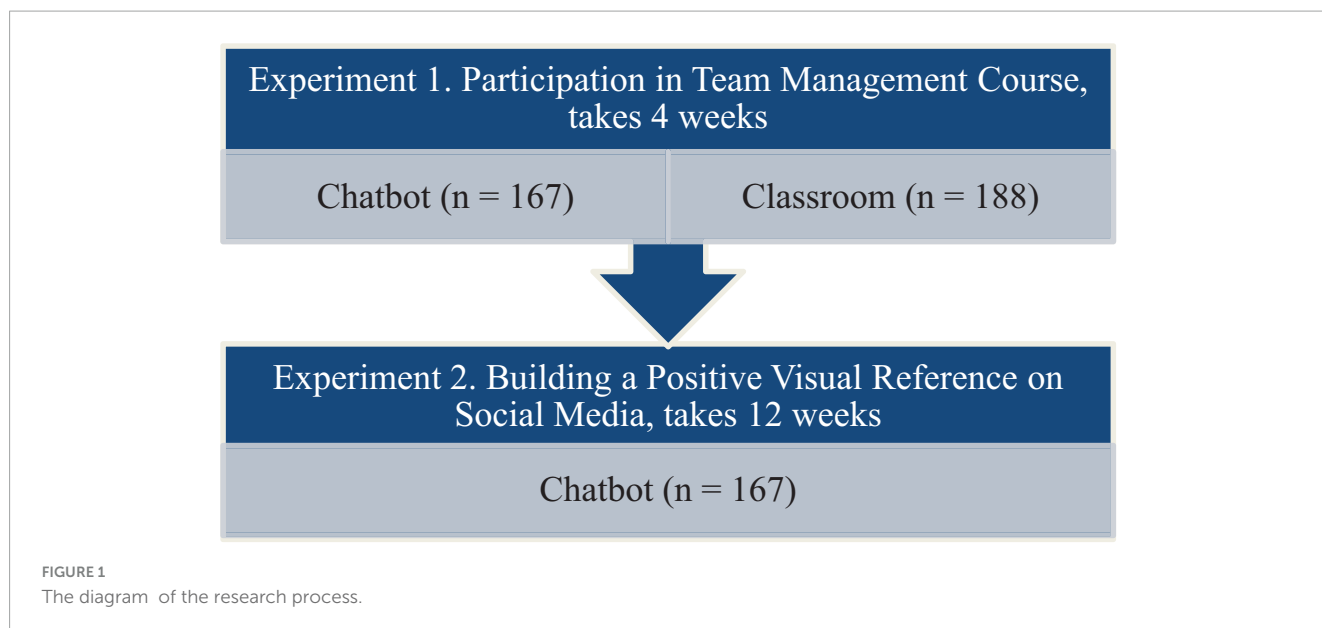 Experiment 1. Participation in Team Management Course,
takes 4 weeks
Chatbot (n = 167)
Classroom (n = 188)
Experiment 2. Building a Positive Visual Reference on
Social Media, takes 12 weeks
Chatbot (n = 167)
FIGURE 1
The diagram of the research process.